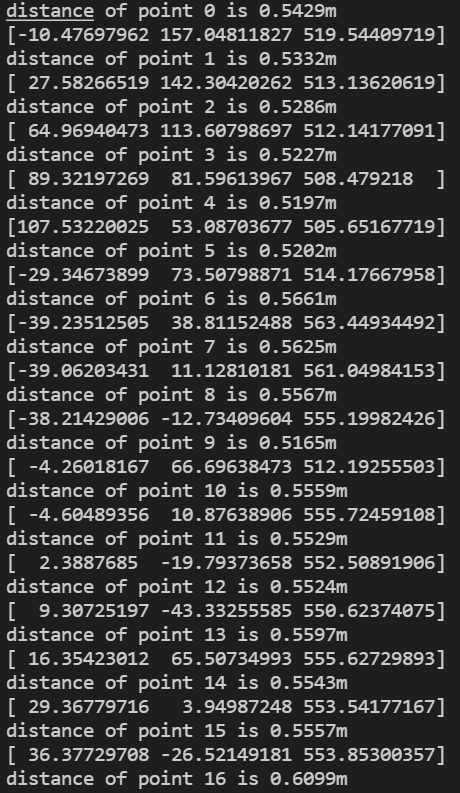 distance of point 0 is 0.5429m
[-10.47697962 157.04811827 519.54409719]
distance of point 1 is 0.5332m
[ 27.58266519 142.30420262 513.13620619]
distance of point 2 is 0.5286m
[ 64.96940473 113.60798697 512.14177091]
distance of point 3 is 0.5227m
[ 89.32197269  81.59613967 508.479218  ]
distance of point 4 is 0.5197m
[107.53220025  53.08703677 505.65167719]
distance of point 5 is 0.5202m
[-29.34673899  73.50798871 514.17667958]
distance of point 6 is 0.5661m
[-39.23512505  38.81152488 563.44934492]
distance of point 7 is 0.5625m
[-39.06203431  11.12810181 561.04984153]
distance of point 8 is 0.5567m
[-38.21429006 -12.73409604 555.19982426]
distance of point 9 is 0.5165m
[ -4.26018167  66.69638473 512.19255503]
distance of point 10 is 0.5559m
[ -4.60489356  10.87638906 555.72459108]
distance of point 11 is 0.5529m
[  2.3887685  -19.79373658 552.50891906]
distance of point 12 is 0.5524m
[  9.30725197 -43.33255585 550.62374075]
distance of point 13 is 0.5597m
[ 16.35423012  65.50734993 555.62729893]
distance of point 14 is 0.5543m
[ 29.36779716   3.94987248 553.54177167]
distance of point 15 is 0.5557m
[ 36.37729708 -26.52149181 553.85300357]
distance of point 16 is 0.6099m